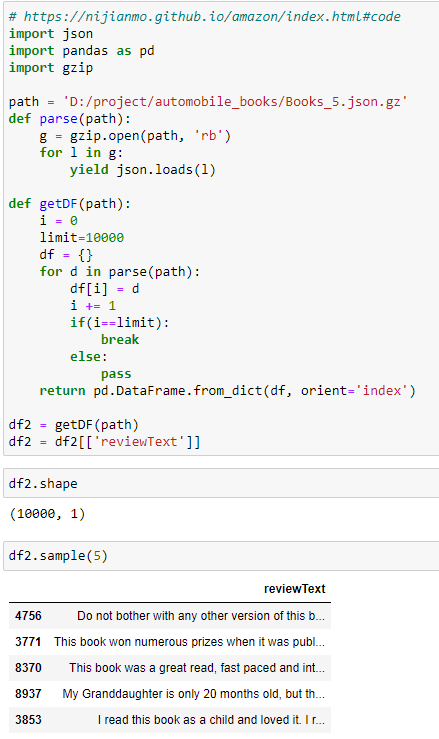 # https://nijianmo.github.io/amazon/index.html#code
import json
import pandas as pd
import gzip

path = 'D:/project/automobile_books/Books_5.json.gz'
def parse(path):
    g = gzip.open(path, 'rb')
    for l in g:
        yield json.loads(l)

def getDF(path):
    i = 0
    limit=10000
    df = {}
    for d in parse(path):
        df[i] = d
        i += 1
        if(i==limit):
            break
        else:
            pass
    return pd.DataFrame.from_dict(df, orient='index')

df2 = getDF(path)
df2 = df2[['reviewText']]
df2.shape
(10000, 1)
df2.sample(5)
reviewText
4756 Do not bother with any other version of this b...
3771 This book won numerous prizes when it was publ...
8370 This book was a great read, fast paced and int...
8937 My Granddaughter is only 20 months old, but th...
3853 I read this book as a child and loved it. I r...